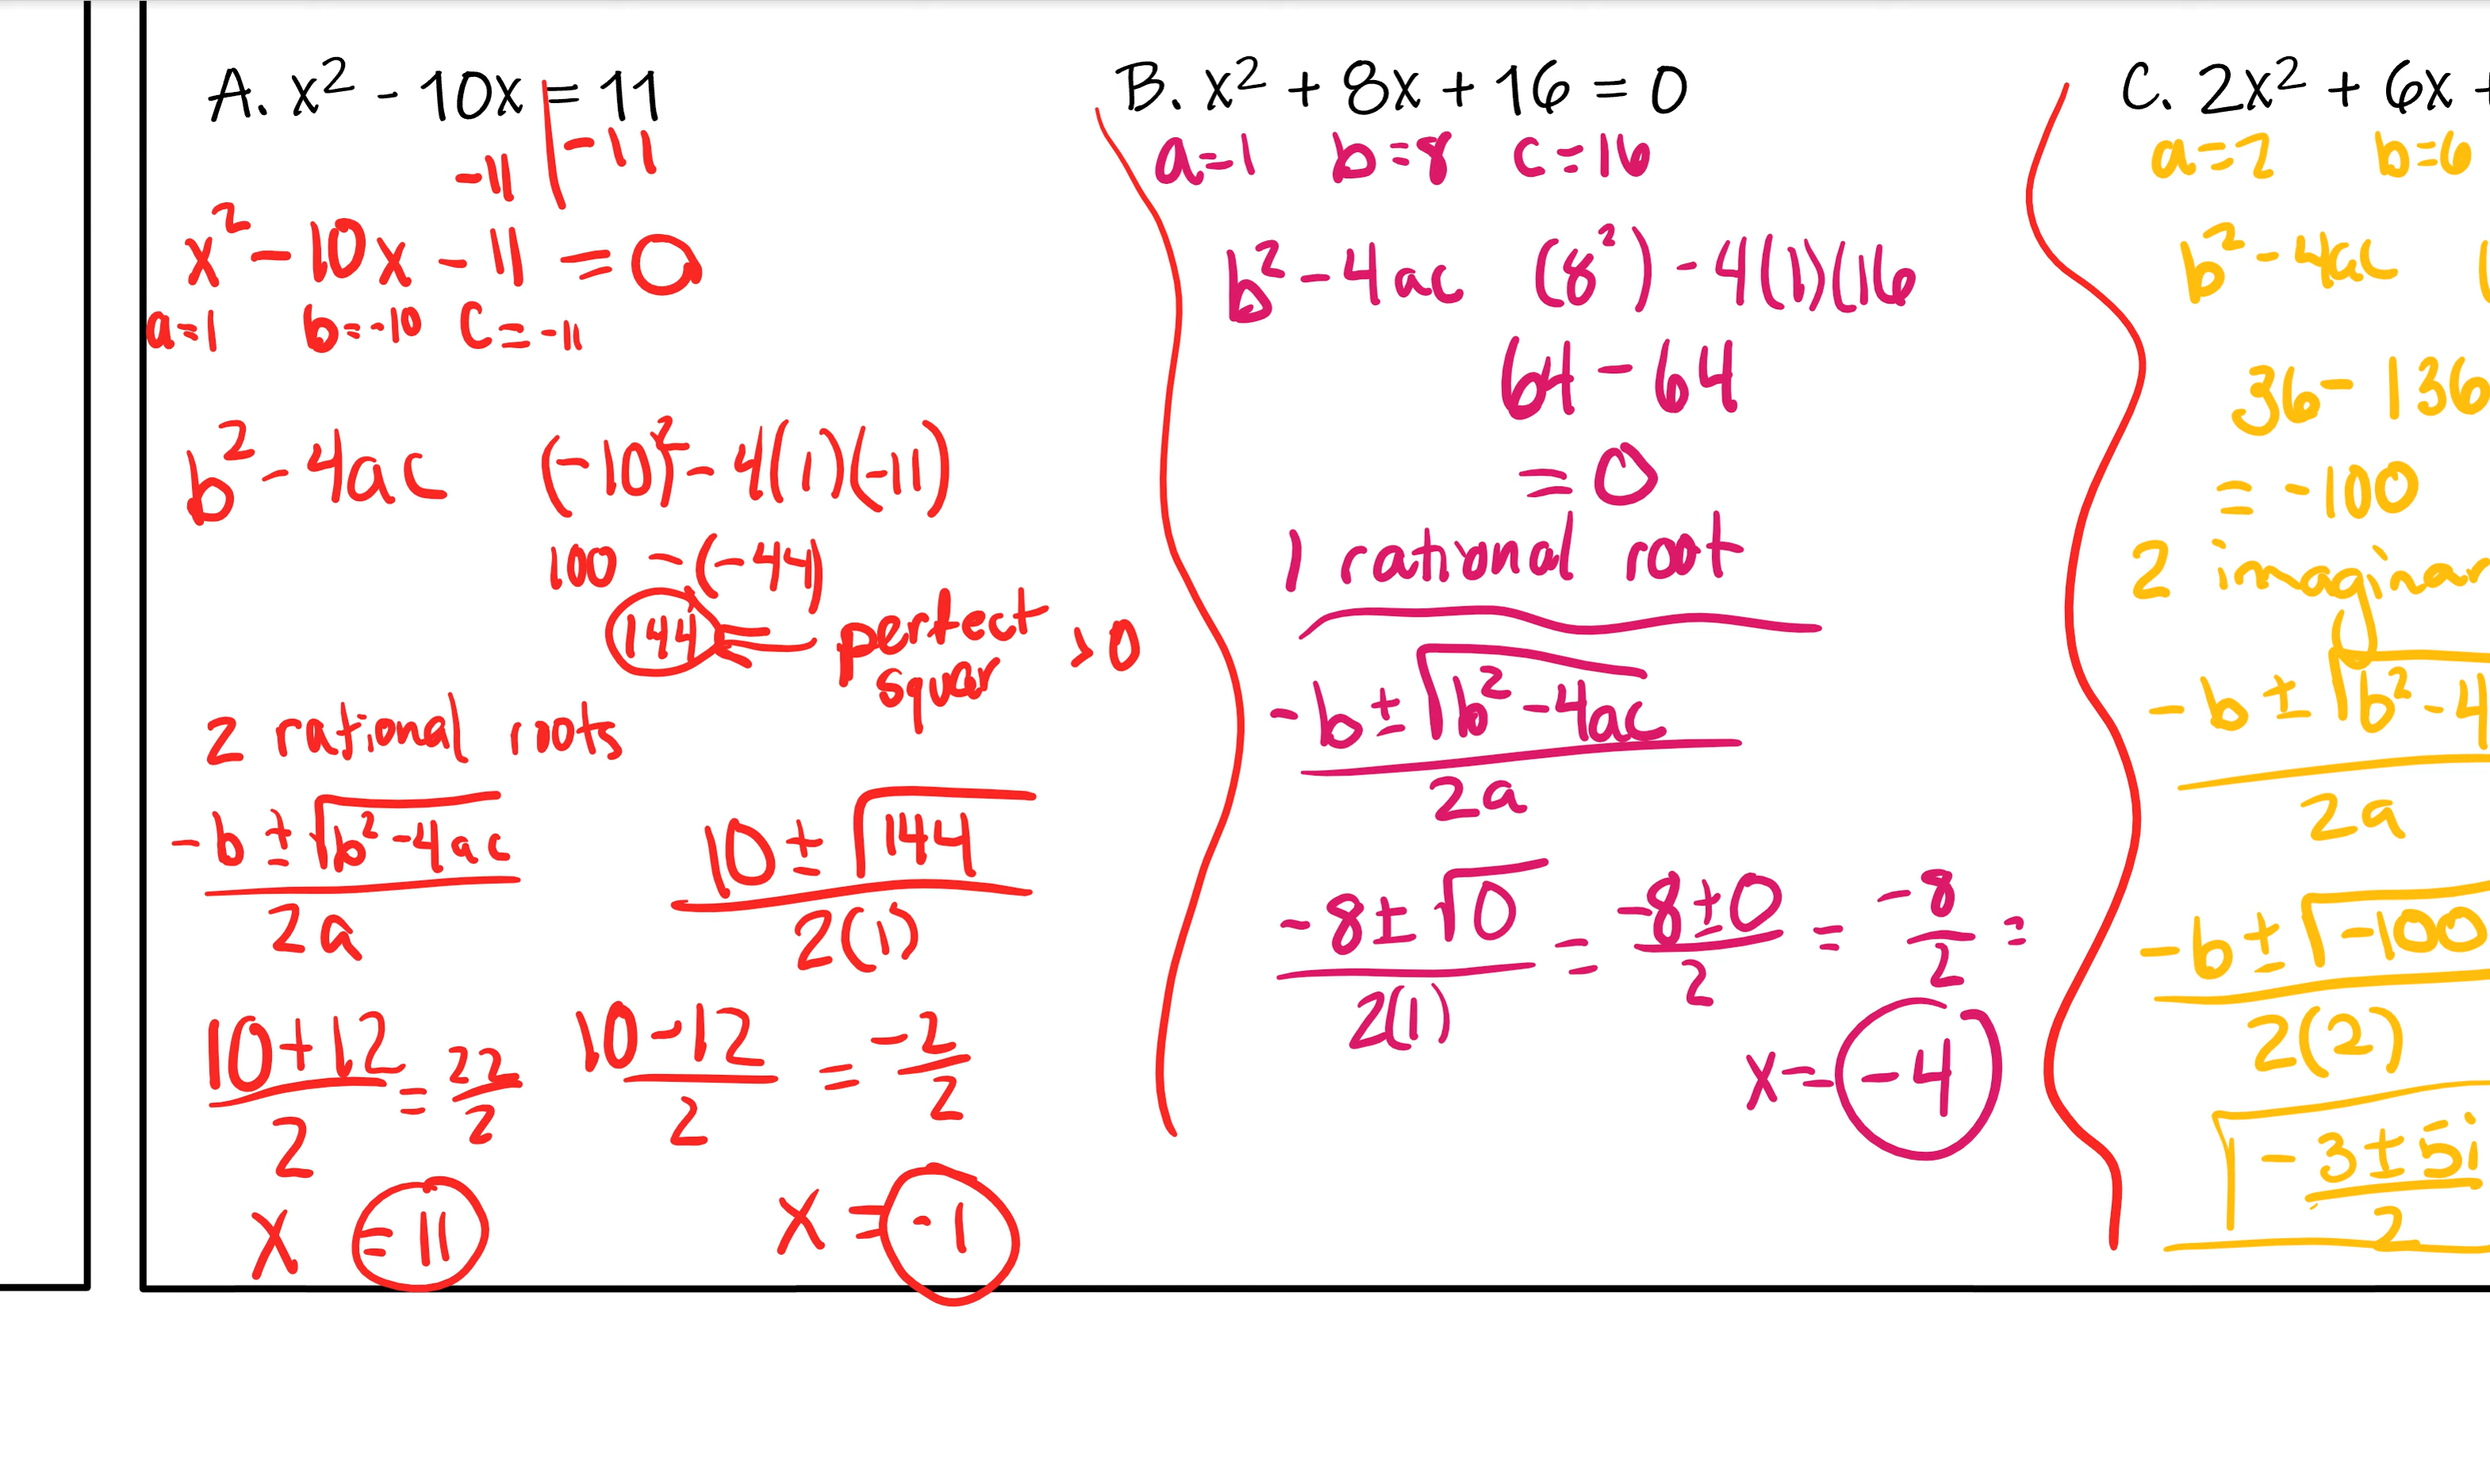 A. x² - 10x = 11
-11 | -11
x² - 10x - 11 = 0
a=1 b=-10 C=-11
b² - 4ac (-10)² - 4(1)(-11)
100 - (-44)
144 ← perfect squar > 0
2 rational roots
-b ± √b² - 4ac / 2a
10 ± √144 / 2(1)
10+12 / 2 = 22 / 2
10-12 / 2 = -2 / 2
x = 11
x = -1
B. x² + 8x + 16 = 0
a=1 b=8 c=16
b² - 4ac (8²) - 4(1)(16
64 - 64
= 0
1 rational root
-b ± √b² - 4ac / 2a
-8 ± √0 / 2(1) = -8 ± 0 / 2 = -8 / 2 =
x = -4
C. 2x² + 6x +
a=2 b=6
b² - 4ac (
36 - 136
= -100
2 imaginar
-b ± √b² - 4 / 2a
-b ± √-100 / 2(2)
-3 ± 5i / 2